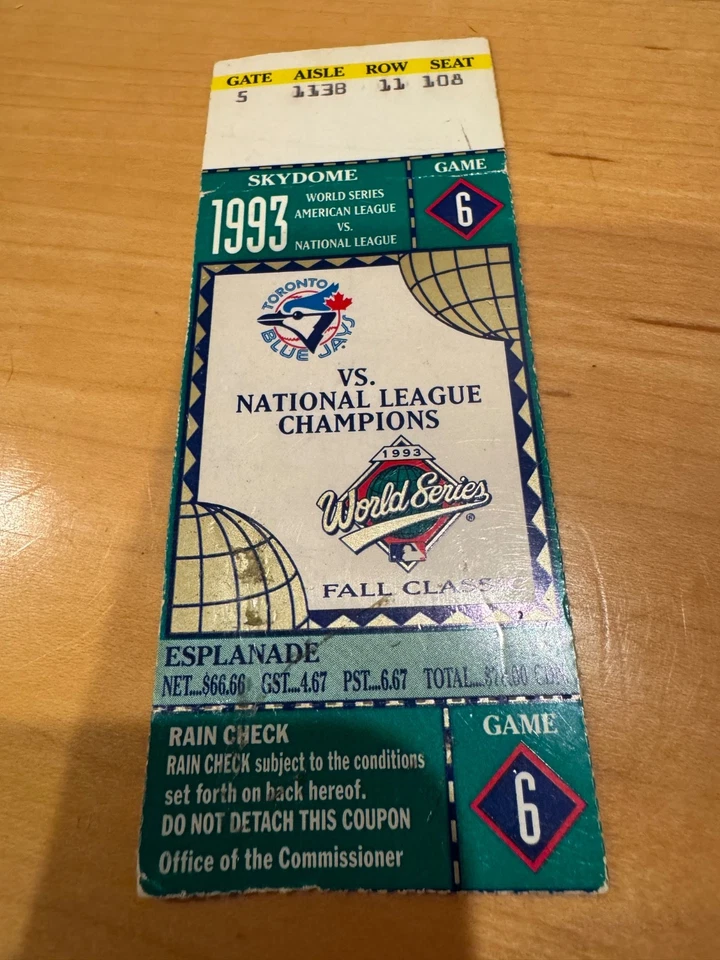 GATE AISLE ROW SEAT
5 113B 11 108
SKYDOME
1993
WORLD SERIES
AMERICAN LEAGUE
VS.
NATIONAL LEAGUE
GAME
6
TORONTO
BLUE JAYS
VS.
NATIONAL LEAGUE
CHAMPIONS
1993
World Series
®
FALL CLASSIC
ESPLANADE
NET....$66.66 GST....4.67 PST....6.67 TOTAL....
RAIN CHECK
RAIN CHECK subject to the conditions
set forth on back hereof.
DO NOT DETACH THIS COUPON
Office of the Commissioner
GAME
6